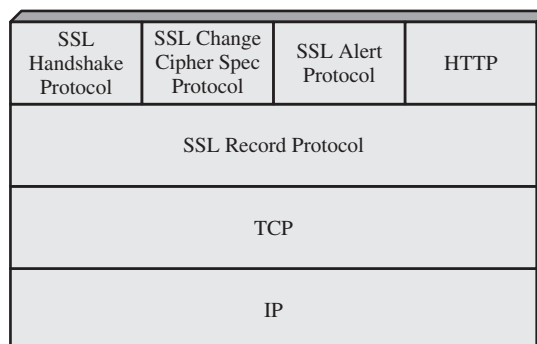 SSL
Handshake
Protocol
SSL Change
Cipher Spec
Protocol
SSL Alert
Protocol
HTTP
SSL Record Protocol
TCP
IP